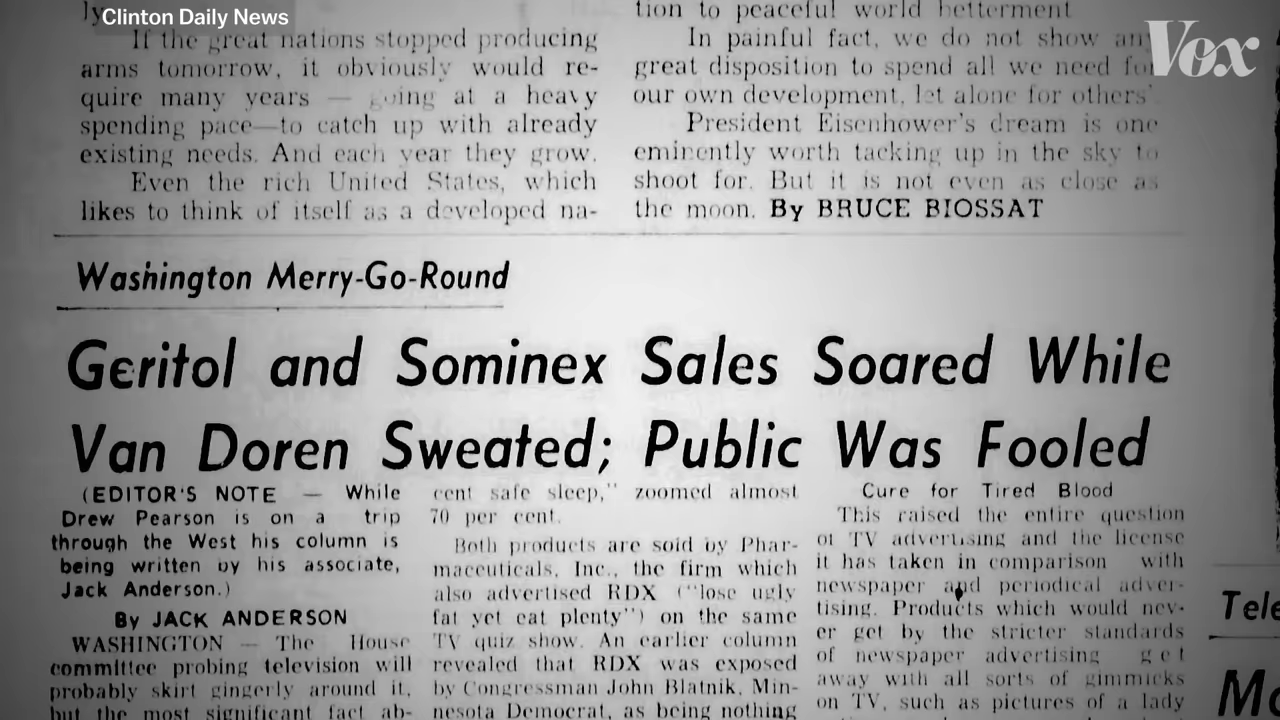 Clinton Daily News
Vox
ly
If the great nations stopped producing
arms tomorrow, it obviously would re-
quire many years — going at a heavy
spending pace—to catch up with already
existing needs. And each year they grow.
Even the rich United States, which
likes to think of itself as a developed na-
tion to peaceful world betterment
In painful fact, we do not show any
great disposition to spend all we need for
our own development, let alone for others'
President Eisenhower's dream is one
eminently worth tacking up in the sky to
shoot for. But it is not even as close as
the moon. By BRUCE BIOSSAT
Washington Merry-Go-Round
Geritol and Sominex Sales Soared While
Van Doren Sweated; Public Was Fooled
(EDITOR'S NOTE — While
Drew Pearson is on a trip
through the West his column is
being written by his associate,
Jack Anderson.)
By JACK ANDERSON
WASHINGTON — The House
committee probing television will
probably skirt gingerly around it,
but the most significant fact ab-
cent safe sleep," zoomed almost
70 per cent.
Both products are sold by Phar-
maceuticals, Inc., the firm which
also advertised RDX ("lose ugly
fat yet eat plenty") on the same
TV quiz show. An earlier column
revealed that RDX was exposed
by Congressman John Blatnik, Min-
nesota Democrat, as being nothing
Cure for Tired Blood
This raised the entire question
of TV advertising and the license
it has taken in comparison with
newspaper and periodical adver-
tising. Products which would nev-
er get by the stricter standards
of newspaper advertising get
away with all sorts of gimmicks
on TV, such as pictures of a lady
Tele
Mo